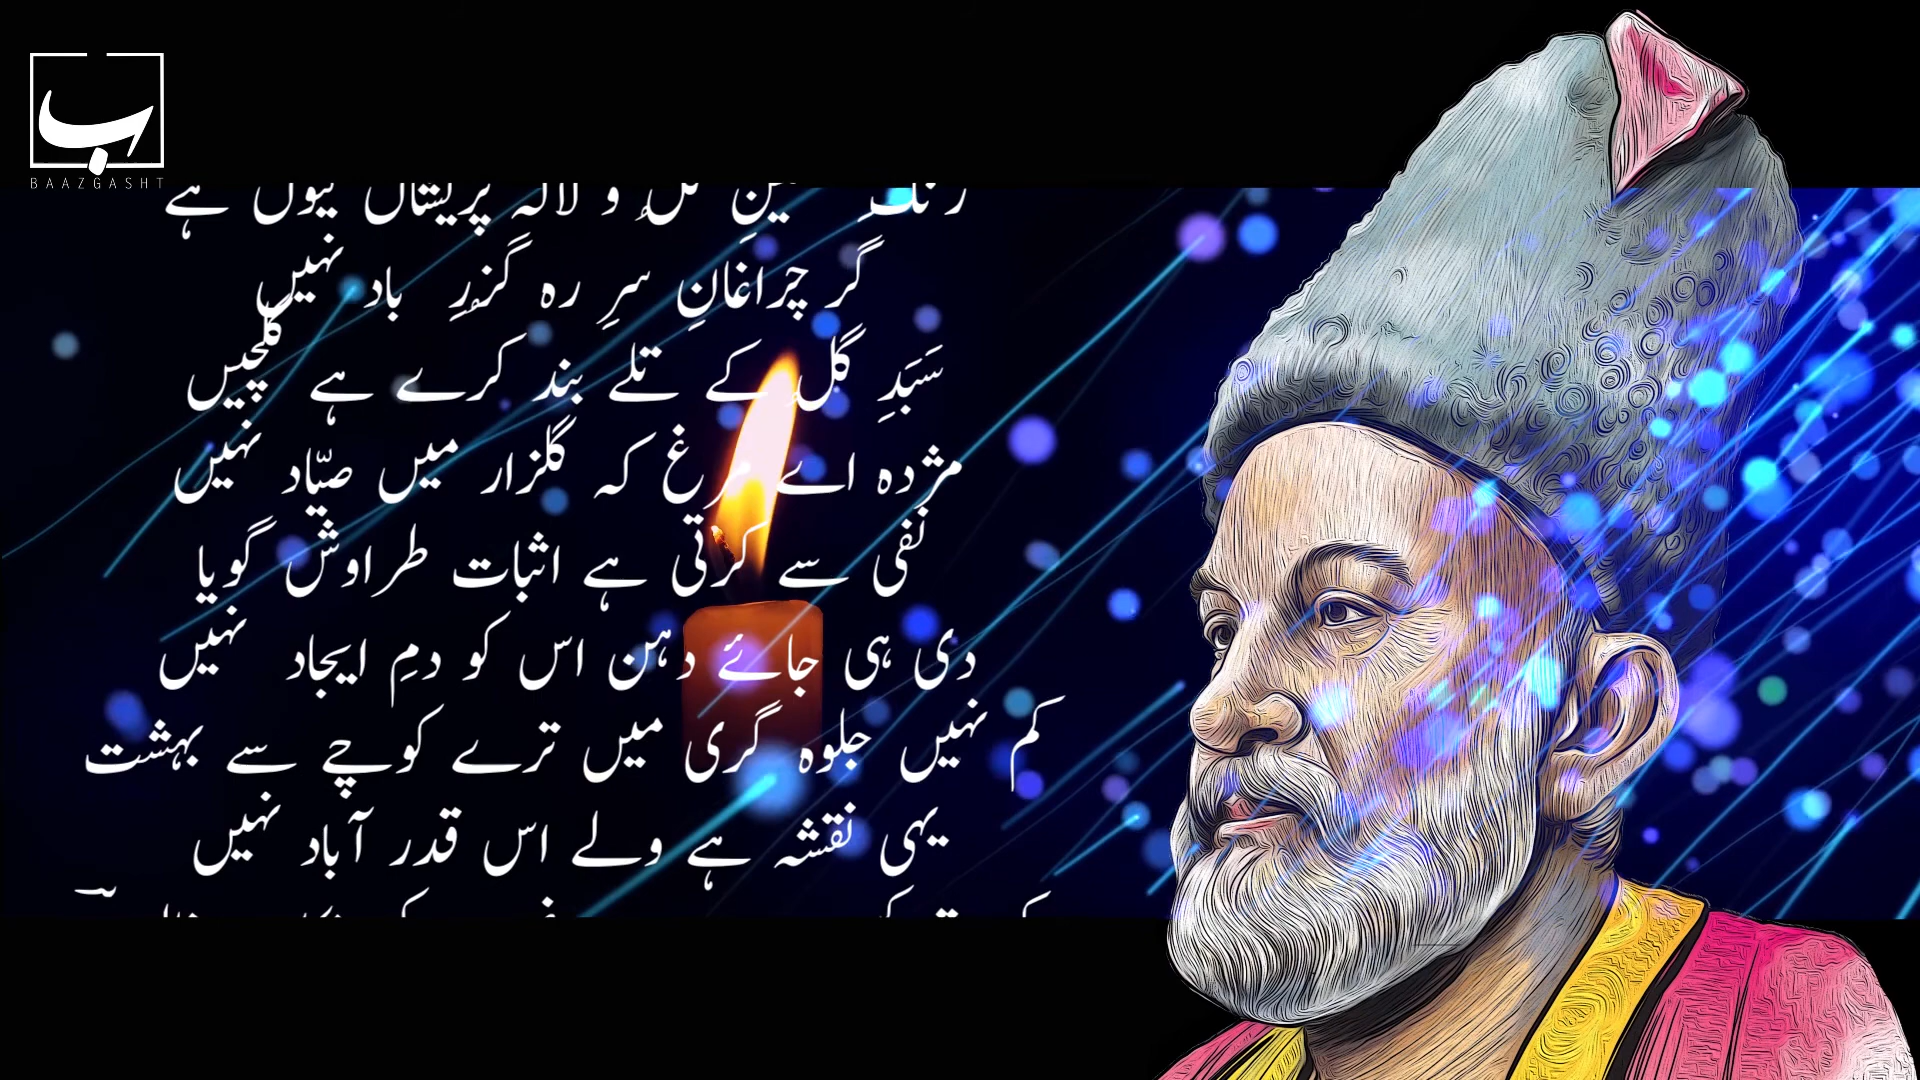 ب
BAAZGASHT
و لالہ پریشاں کیوں ہے
گر چراغانِ سرِ رہ گزرِ باد نہیں
سَبَدِ گُل کے تلے بند کرے ہے گلچیں
مژدہ اے مرغ کہ گلزار میں صیّاد نہیں
نفی سے کرتی ہے اثبات طراوش گویا
دی ہی جائے دہن اس کو دمِ ایجاد نہیں
کم نہیں جلوہ گری میں ترے کوچے سے بہشت
یہی نقشہ ہے ولے اس قدر آباد نہیں